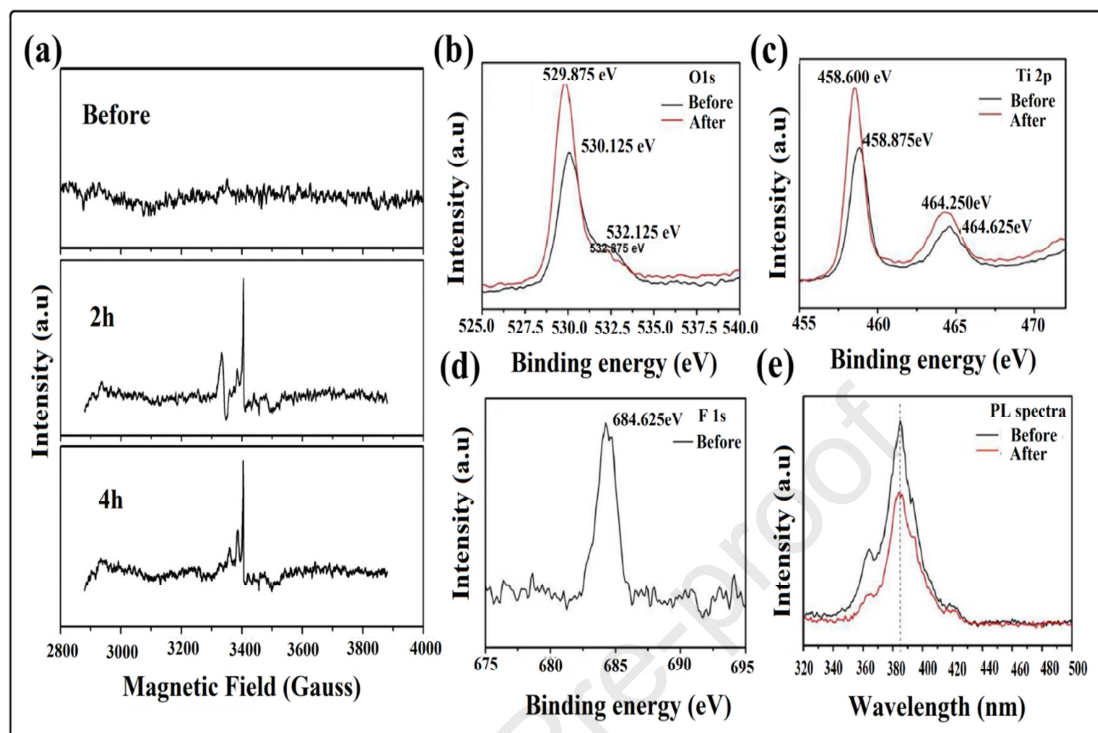 (a)
Before
2h
4h
Intensity (a.u)
2800 3000 3200 3400 3600 3800 4000
Magnetic Field (Gauss)
(b)
529.875 eV
O1s
Before
After
530.125 eV
532.125 eV
532.875 eV
Intensity (a.u)
525.0 527.5 530.0 532.5 535.0 537.5 540.0
Binding energy (eV)
(c)
458.600 eV
Ti 2p
Before
After
458.875eV
464.250eV
464.625eV
Intensity (a.u)
455 460 465 470
Binding energy (eV)
(d)
684.625eV
F 1s
Before
Intensity (a.u)
675 680 685 690 695
Binding energy (eV)
(e)
PL spectra
Before
After
Intensity (a.u)
320 340 360 380 400 420 440 460 480 500
Wavelength (nm)
Pre-proof